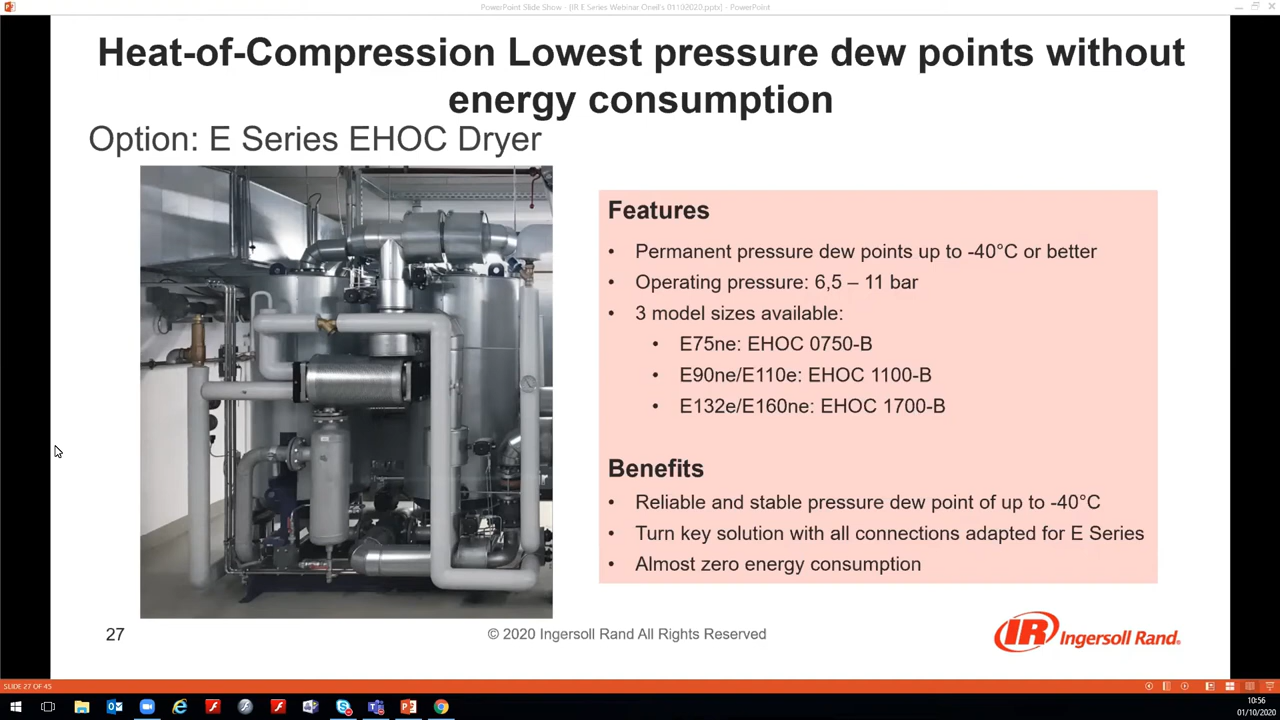 PowerPoint Slide Show - [IR E Series Webinar Oneil's 01102020.pptx] - PowerPoint
Heat-of-Compression Lowest pressure dew points without
energy consumption
Option: E Series EHOC Dryer
Features
• Permanent pressure dew points up to -40°C or better
• Operating pressure: 6,5 – 11 bar
• 3 model sizes available:
• E75ne: EHOC 0750-B
• E90ne/E110e: EHOC 1100-B
• E132e/E160ne: EHOC 1700-B
Benefits
• Reliable and stable pressure dew point of up to -40°C
• Turn key solution with all connections adapted for E Series
• Almost zero energy consumption
27
© 2020 Ingersoll Rand All Rights Reserved
IR Ingersoll Rand.
SLIDE 27 OF 45
10:56
01/10/2020